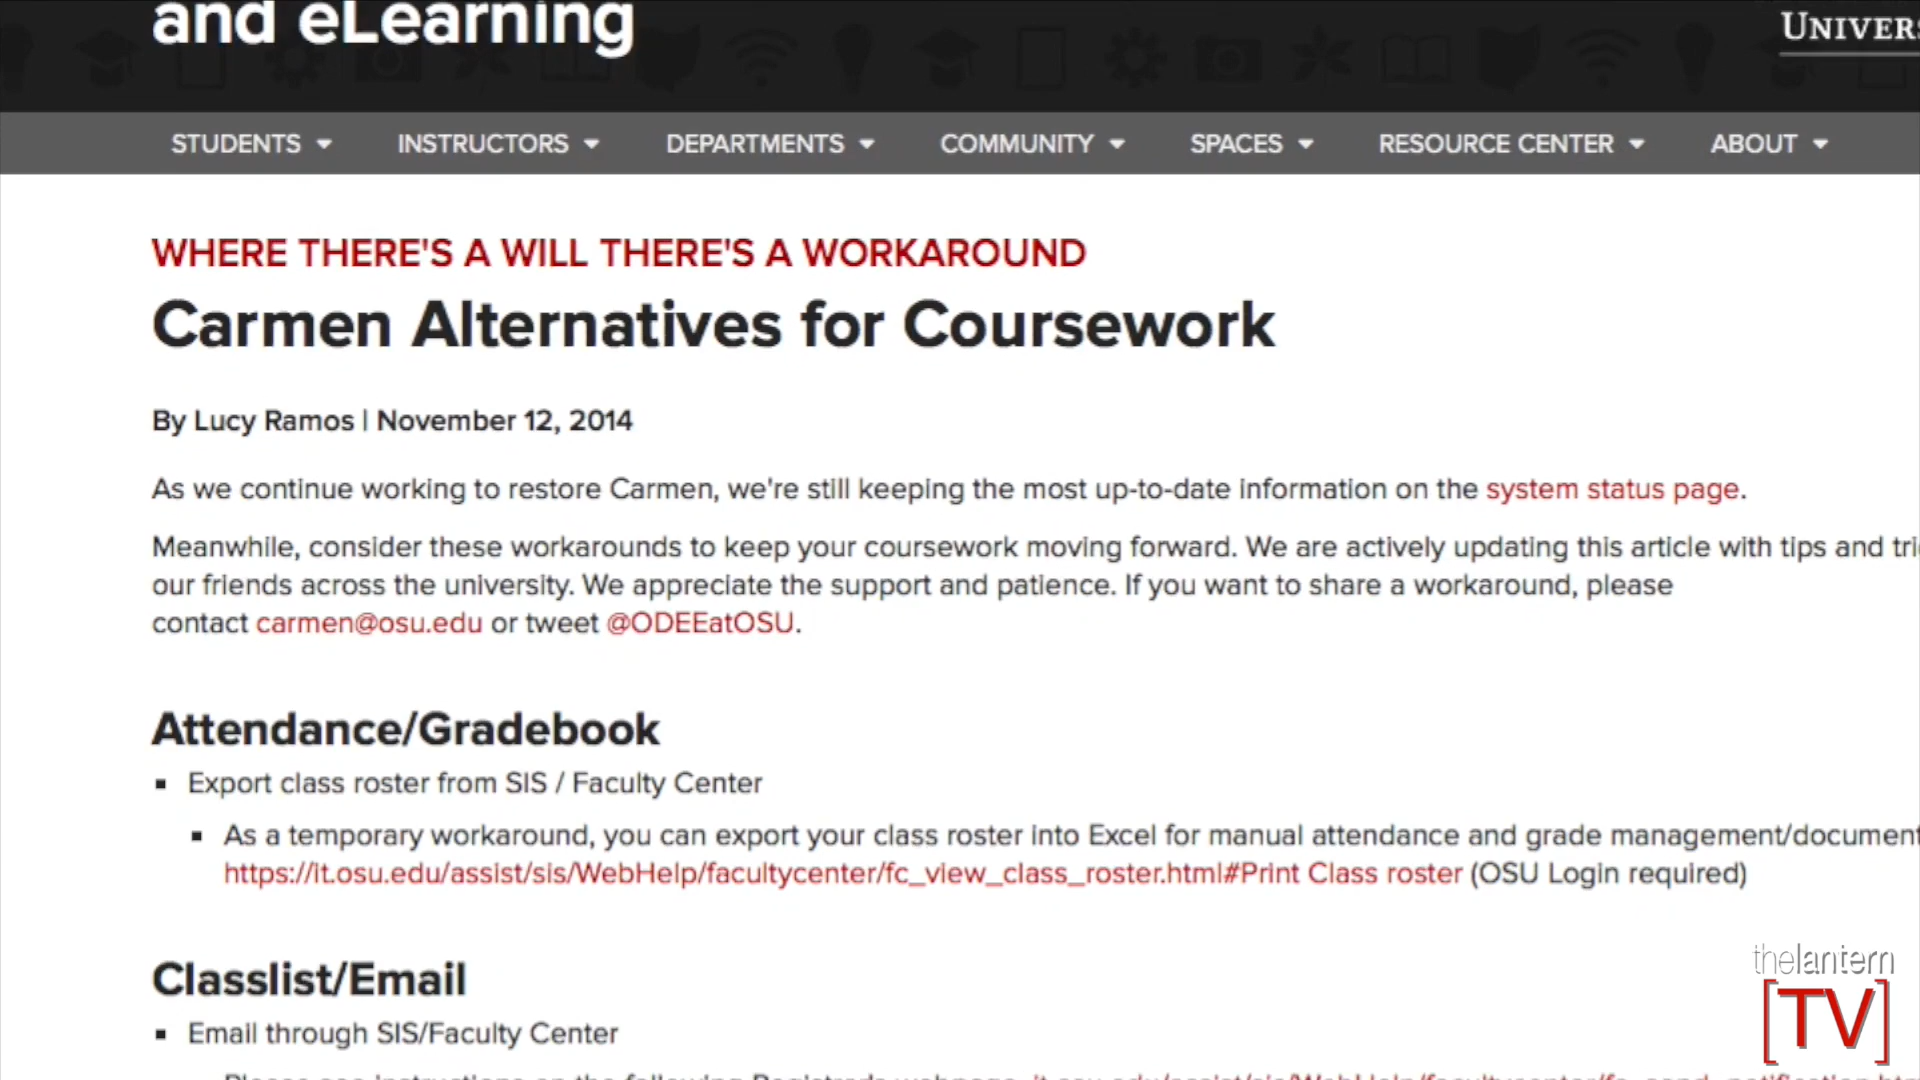 and eLearning
STUDENTS INSTRUCTORS DEPARTMENTS COMMUNITY SPACES RESOURCE CENTER ABOUT
WHERE THERE'S A WILL THERE'S A WORKAROUND
Carmen Alternatives for Coursework
By Lucy Ramos | November 12, 2014
As we continue working to restore Carmen, we're still keeping the most up-to-date information on the system status page.
Meanwhile, consider these workarounds to keep your coursework moving forward. We are actively updating this article with tips and
our friends across the university. We appreciate the support and patience. If you want to share a workaround, please
contact carmen@osu.edu or tweet @ODEEatOSU.
Attendance/Gradebook
▪ Export class roster from SIS / Faculty Center
▪ As a temporary workaround, you can export your class roster into Excel for manual attendance and grade management/document
https://it.osu.edu/assist/sis/WebHelp/facultycenter/fc_view_class_roster.html#Print Class roster (OSU Login required)
Classlist/Email
▪ Email through SIS/Faculty Center
thelantern
[TV]